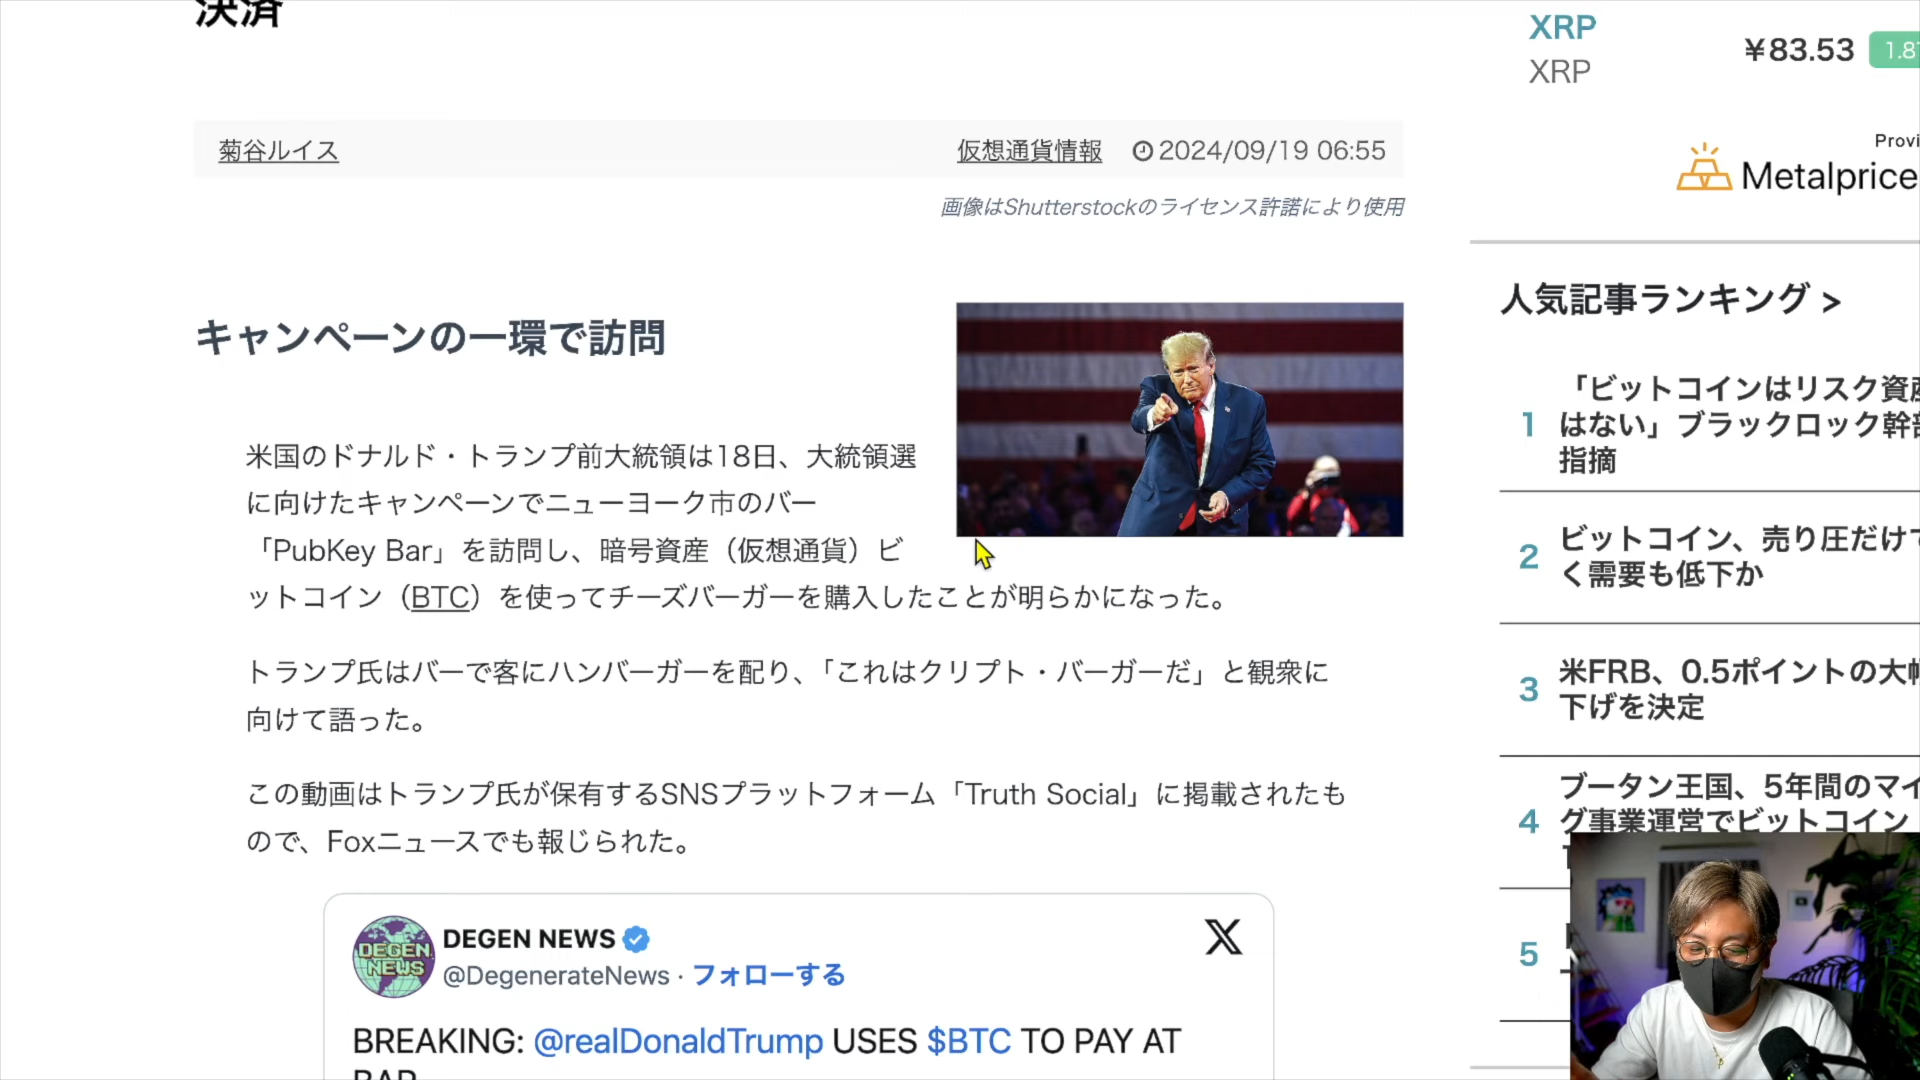 決済
菊谷ルイス
仮想通貨情報 2024/09/19 06:55
画像はShutterstockのライセンス許諾により使用
キャンペーンの一環で訪問
米国のドナルド・トランプ前大統領は18日、大統領選
に向けたキャンペーンでニューヨーク市のバー
「PubKey Bar」を訪問し、暗号資産（仮想通貨）ビ
ットコイン（BTC）を使ってチーズバーガーを購入したことが明らかになった。
トランプ氏はバーで客にハンバーガーを配り、「これはクリプト・バーガーだ」と観衆に
向けて語った。
この動画はトランプ氏が保有するSNSプラットフォーム「Truth Social」に掲載されたも
ので、Foxニュースでも報じられた。
DEGEN NEWS
DEGEN NEWS
@DegenerateNews · フォローする
BREAKING: @realDonaldTrump USES $BTC TO PAY AT
BAR
XRP
XRP
¥83.53 1.8
Provi
Metalprice
人気記事ランキング >
1 「ビットコインはリスク資産
はない」ブラックロック幹部
指摘
2 ビットコイン、売り圧だけで
く需要も低下か
3 米FRB、0.5ポイントの大幅
下げを決定
4 ブータン王国、5年間のマイ
グ事業運営でビットコイン
5